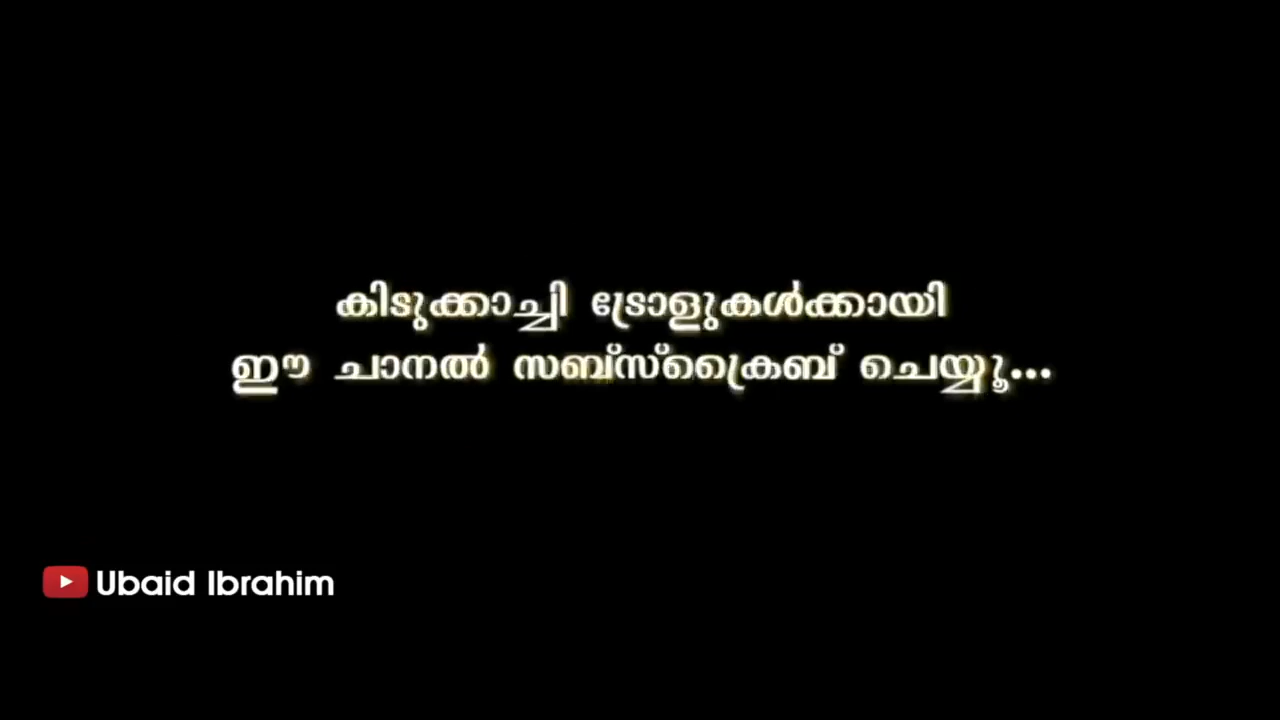 കിടുക്കാച്ചി ട്രോളുകൾക്കായി
ഈ ചാനൽ സബ്സ്ക്രൈബ് ചെയ്യൂ...
Ubaid Ibrahim